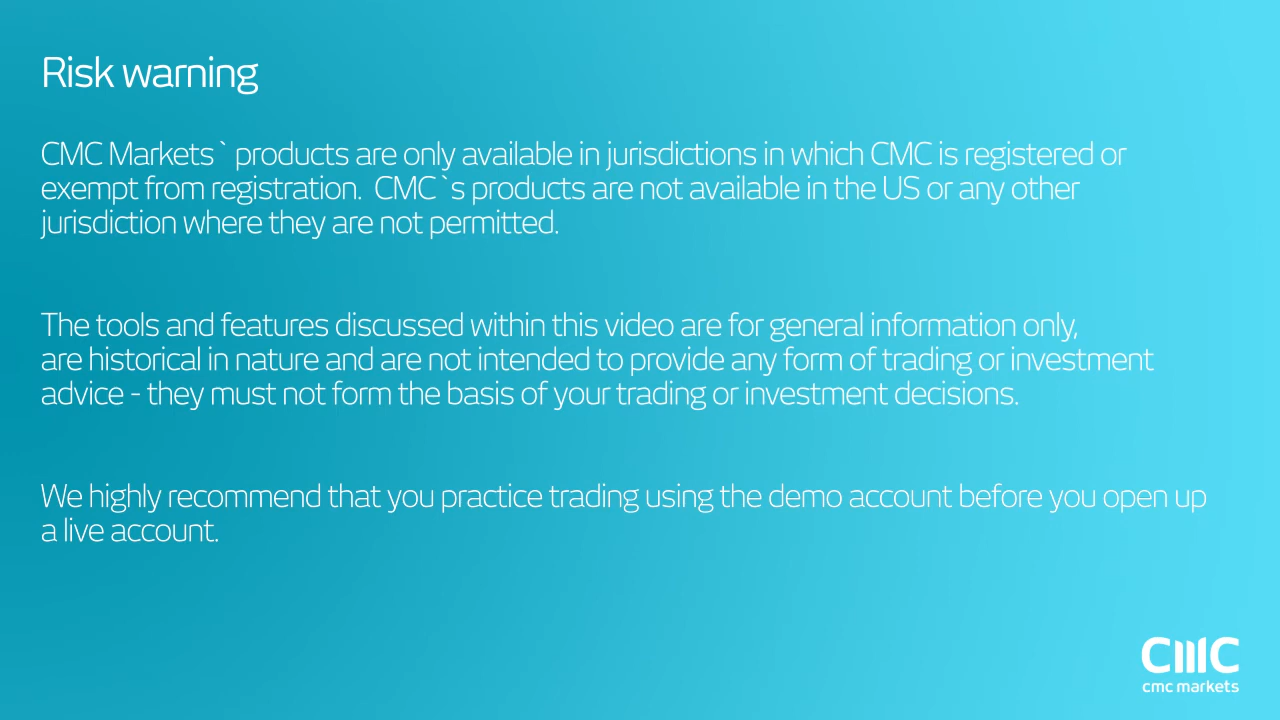 Risk warning
CMC Markets` products are only available in jurisdictions in which CMC is registered or
exempt from registration.  CMC`s products are not available in the US or any other
jurisdiction where they are not permitted.
The tools and features discussed within this video are for general information only,
are historical in nature and are not intended to provide any form of trading or investment
advice - they must not form the basis of your trading or investment decisions.
We highly recommend that you practice trading using the demo account before you open up
a live account.
CMC
cmc markets